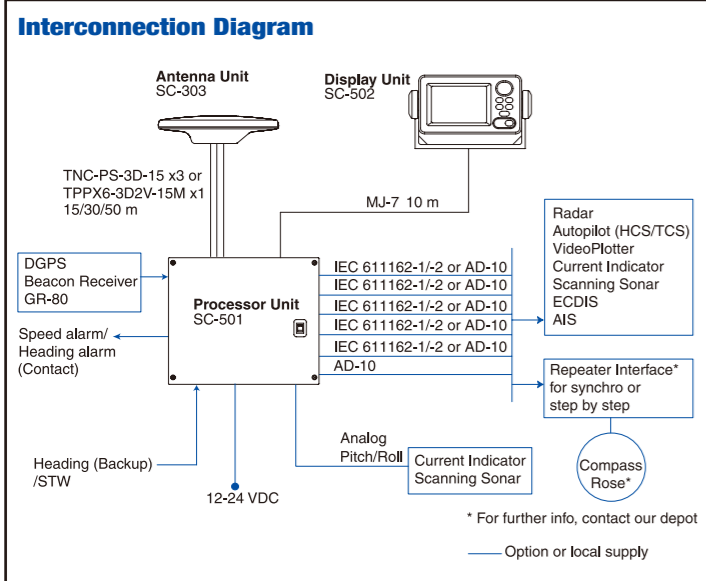 Interconnection Diagram
Antenna Unit
SC-303
Display Unit
SC-502
TNC-PS-3D-15 x3 or
TPPX6-3D2V-15M x1
15/30/50 m
MJ-7 10 m
Radar
Autopilot (HCS/TCS)
VideoPlotter
Current Indicator
Scanning Sonar
ECDIS
AIS
DGPS
Beacon Receiver
GR-80
Processor Unit
SC-501
IEC 611162-1/-2 or AD-10
IEC 611162-1/-2 or AD-10
IEC 611162-1/-2 or AD-10
IEC 611162-1/-2 or AD-10
IEC 611162-1/-2 or AD-10
AD-10
Speed alarm/
Heading alarm
(Contact)
Repeater Interface*
for synchro or
step by step
Heading (Backup)
/STW
12-24 VDC
Analog
Pitch/Roll
Current Indicator
Scanning Sonar
Compass
Rose*
* For further info, contact our depot
Option or local supply